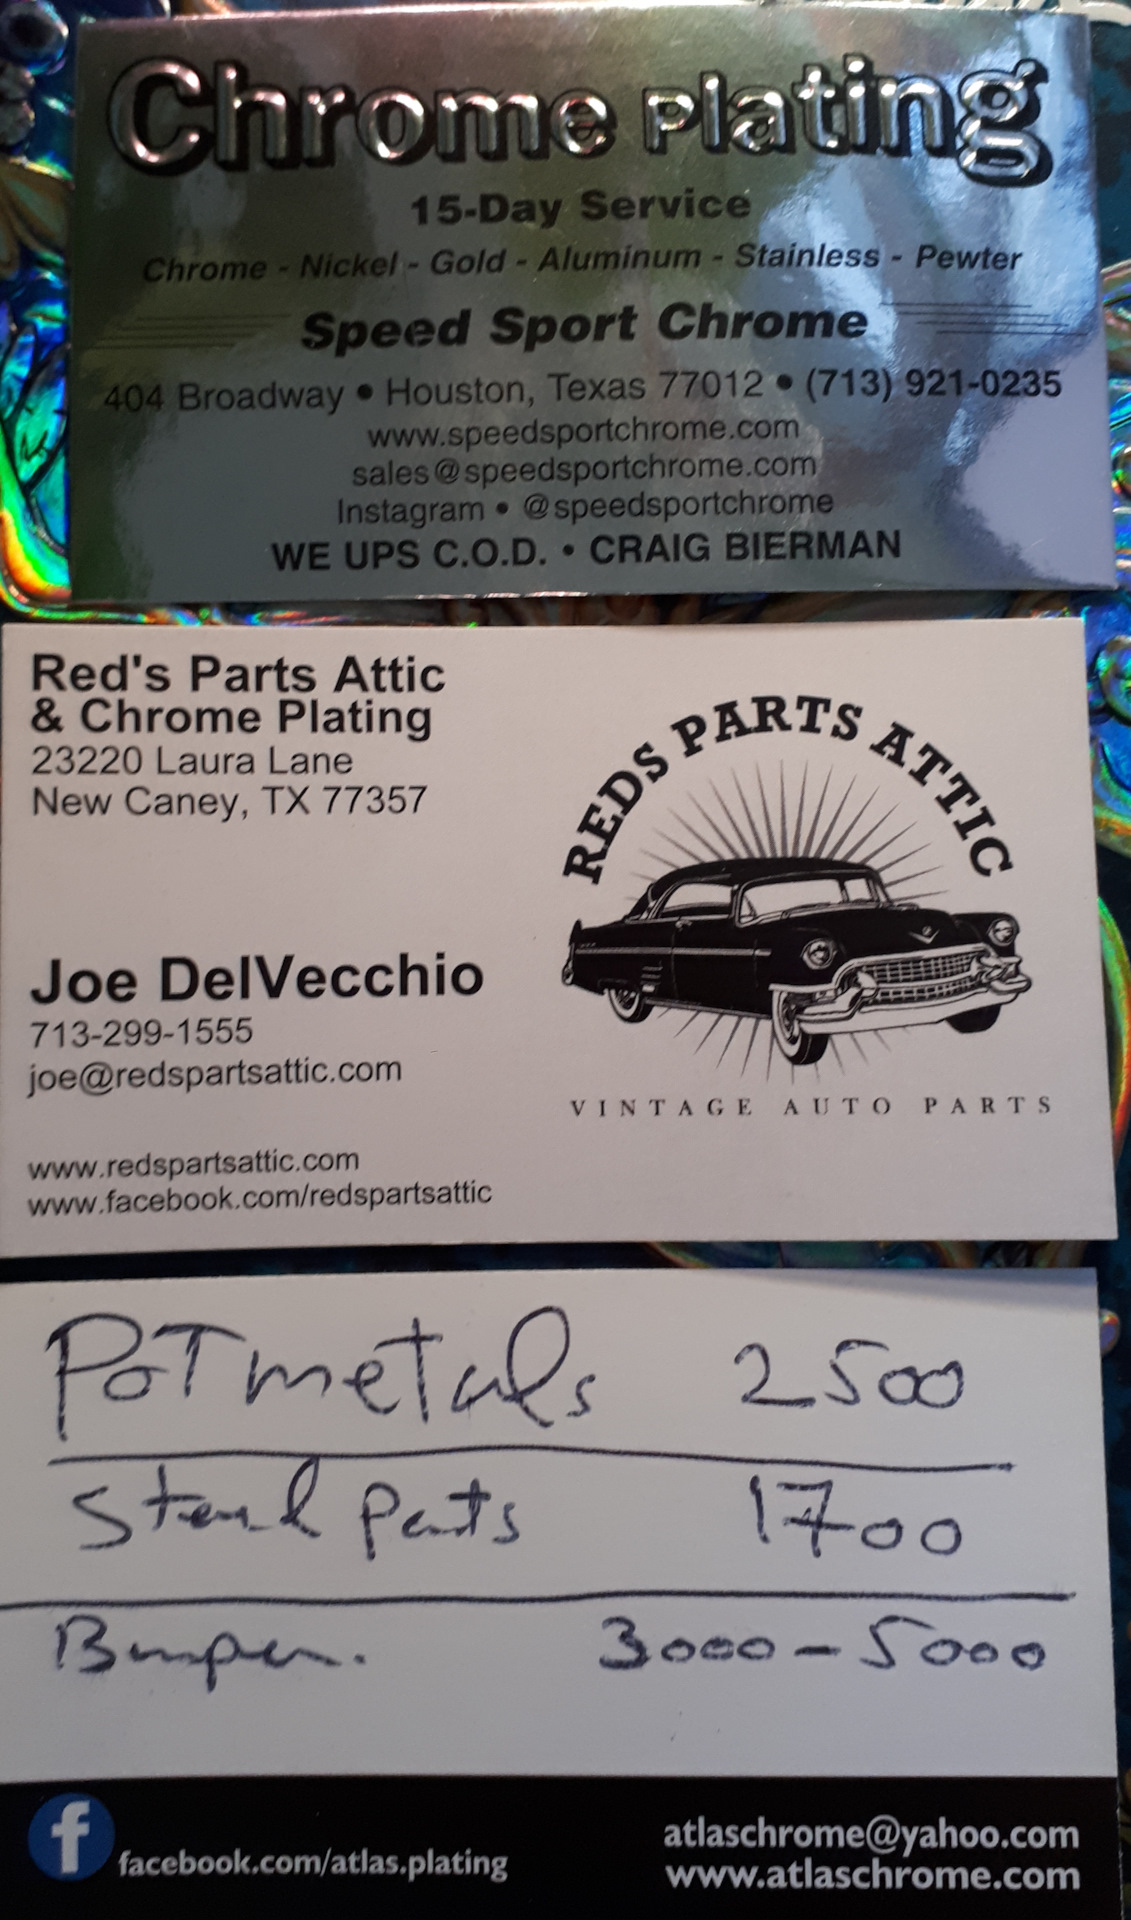 Chrome Plating
15-Day Service
Chrome - Nickel - Gold - Aluminum - Stainless - Pewter
Speed Sport Chrome
404 Broadway • Houston, Texas 77012 • (713) 921-0235
www.speedsportchrome.com
sales@speedsportchrome.com
Instagram • @speedsportchrome
WE UPS C.O.D. • CRAIG BIERMAN
Red's Parts Attic
& Chrome Plating
23220 Laura Lane
New Caney, TX 77357
Joe DelVecchio
713-299-1555
joe@redspartsattic.com
www.redspartsattic.com
www.facebook.com/redspartsattic
REDS PARTS ATTIC
VINTAGE AUTO PARTS
PoTmetals 2500
Steel Parts 1700
Bumper. 3000-5000
f facebook.com/atlas.plating
atlaschrome@yahoo.com
www.atlaschrome.com